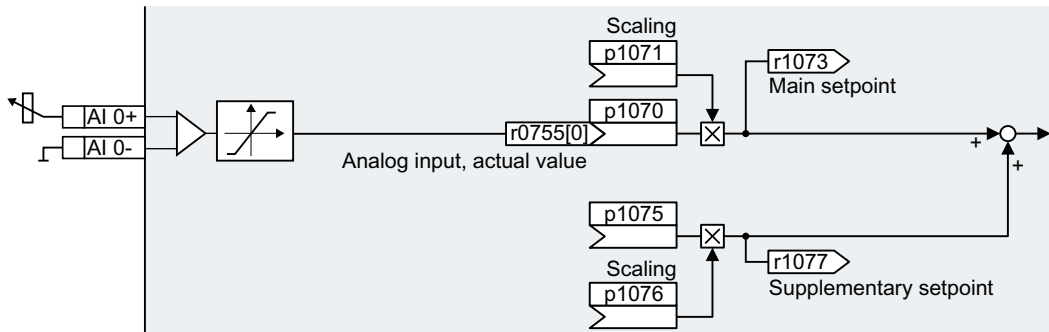 Scaling
p1071
r1073
Main setpoint
AI 0+
p1070
r0755[0]
AI 0-
Analog input, actual value
+
+
p1075
Scaling
r1077
p1076
Supplementary setpoint